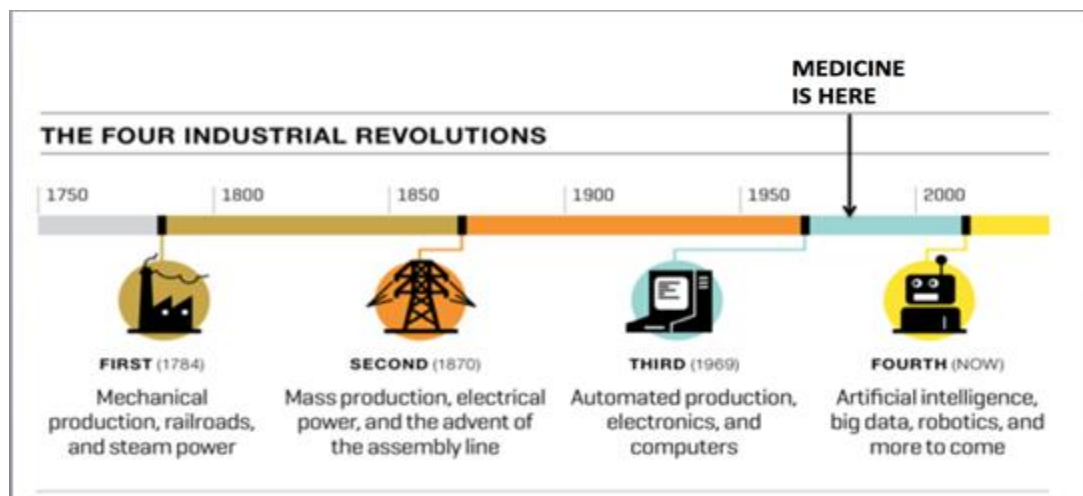 MEDICINE
IS HERE
THE FOUR INDUSTRIAL REVOLUTIONS
1750 1800 1850 1900 1950 2000
FIRST (1784)
Mechanical
production, railroads,
and steam power
SECOND (1870)
Mass production, electrical
power, and the advent of
the assembly line
THIRD (1969)
Automated production,
electronics, and
computers
FOURTH (NOW)
Artificial intelligence,
big data, robotics, and
more to come